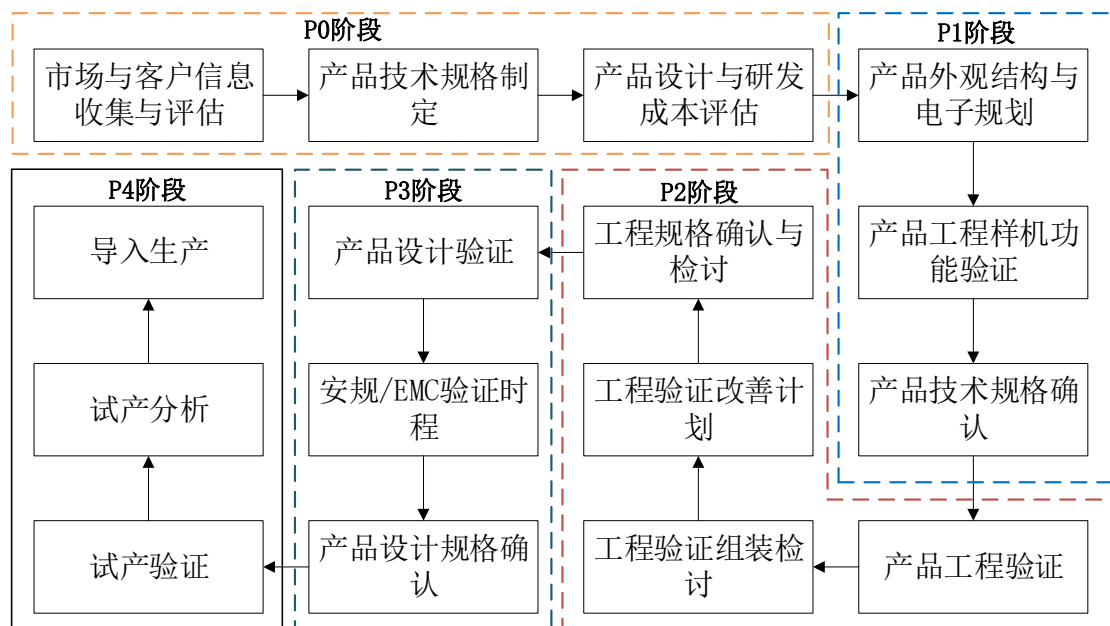 P0阶段
市场与客户信息
收集与评估
产品技术规格制
定
产品设计与研发
成本评估
P1阶段
产品外观结构与
电子规划
产品工程样机功
能验证
产品技术规格确
认
P2阶段
产品工程验证
工程验证组装检
讨
工程验证改善计
划
工程规格确认与
检讨
P3阶段
产品设计验证
安规/EMC验证时
程
产品设计规格确认
P4阶段
试产验证
试产分析
导入生产